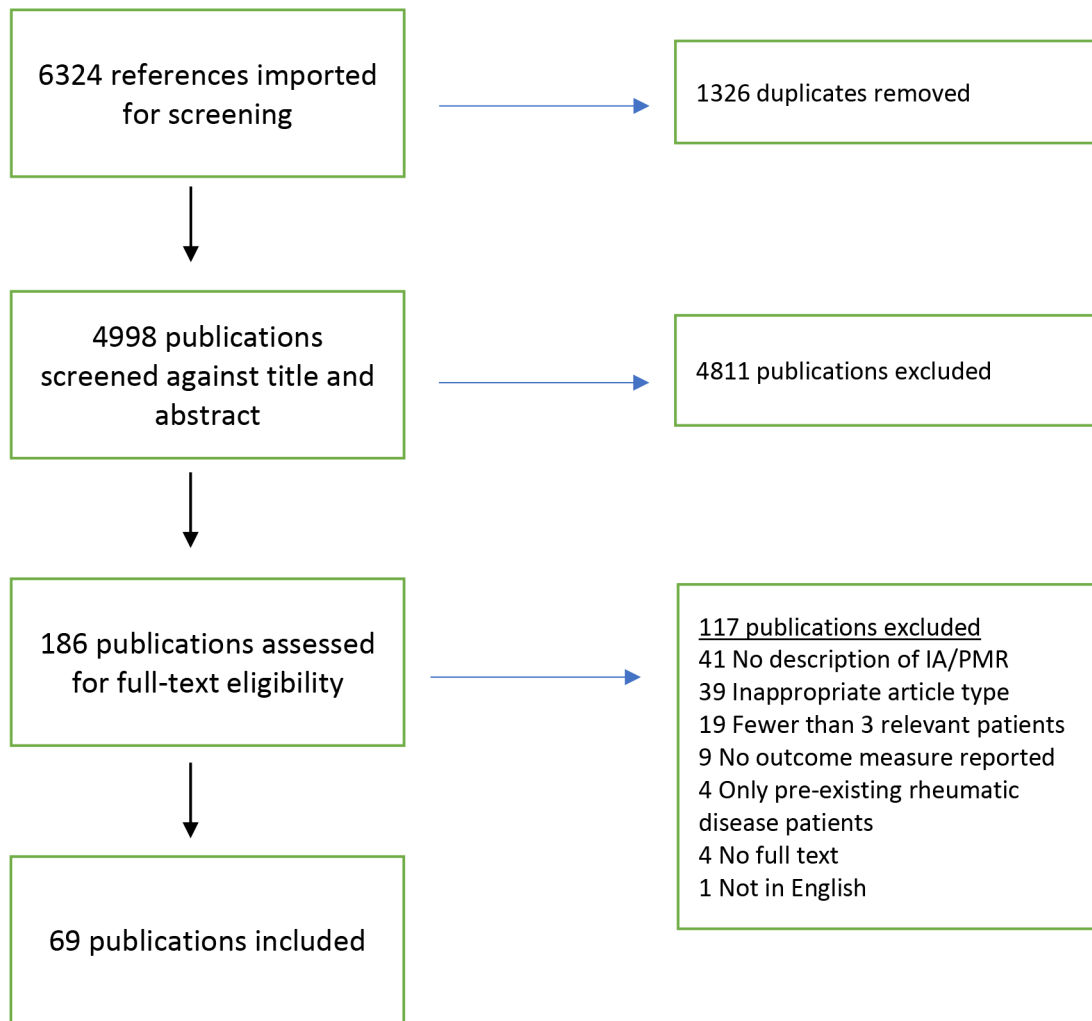 6324 references imported
for screening
1326 duplicates removed
4998 publications
screened against title and
abstract
4811 publications excluded
186 publications assessed
for full-text eligibility
117 publications excluded
41 No description of IA/PMR
39 Inappropriate article type
19 Fewer than 3 relevant patients
9 No outcome measure reported
4 Only pre-existing rheumatic
disease patients
4 No full text
1 Not in English
69 publications included